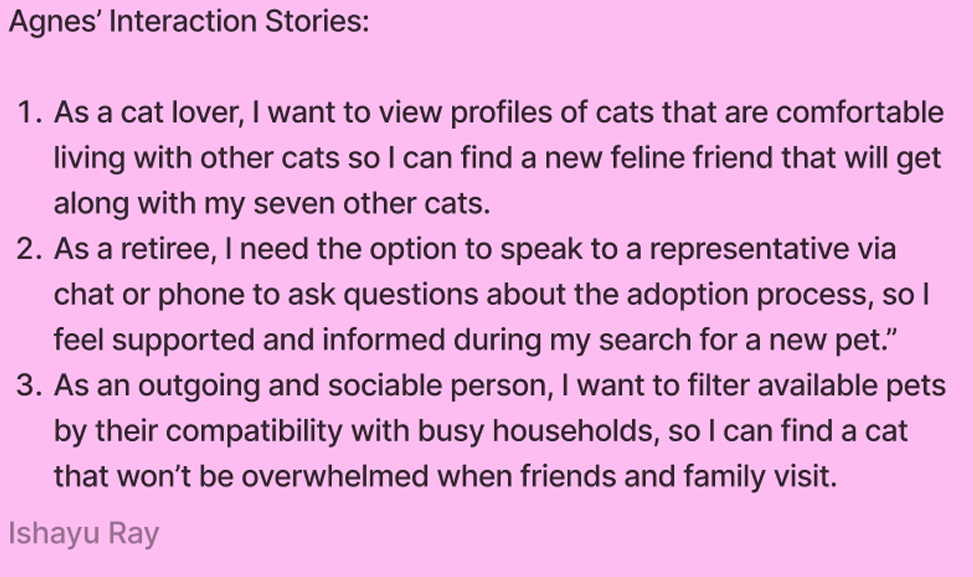 Agnes’ Interaction Stories:
1. As a cat lover, I want to view profiles of cats that are comfortable
living with other cats so I can find a new feline friend that will get
along with my seven other cats.
2. As a retiree, I need the option to speak to a representative via
chat or phone to ask questions about the adoption process, so I
feel supported and informed during my search for a new pet.”
3. As an outgoing and sociable person, I want to filter available pets
by their compatibility with busy households, so I can find a cat
that won’t be overwhelmed when friends and family visit.
Ishayu Ray